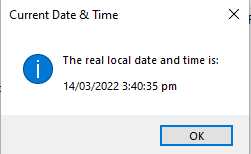 Current Date & Time
The real local date and time is:
14/03/2022 3:40:35 pm
OK